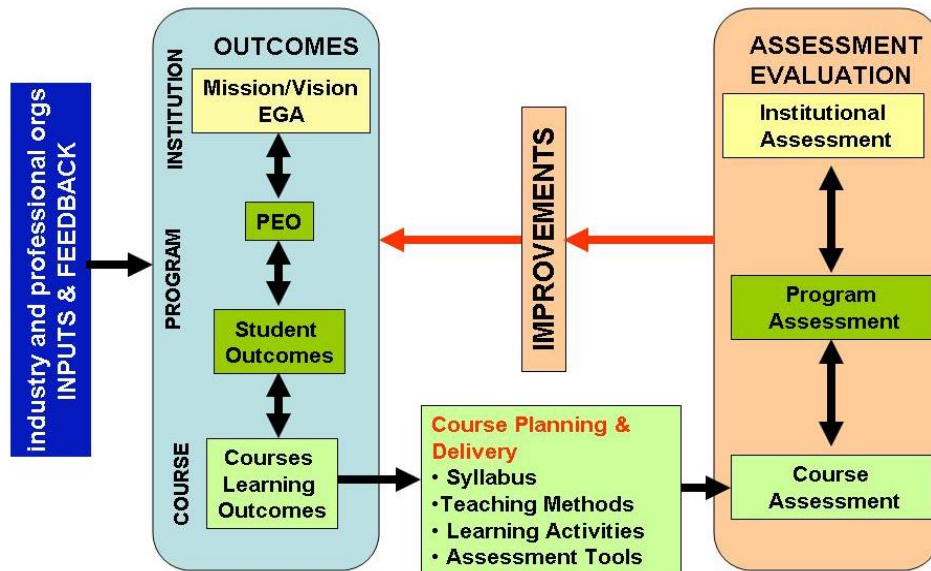 industry and professional orgs
INPUTS & FEEDBACK
OUTCOMES
INSTITUTION
Mission/Vision
EGA
PROGRAM
PEO
Student
Outcomes
COURSE
Courses
Learning
Outcomes
Course Planning &
Delivery
• Syllabus
•Teaching Methods
• Learning Activities
• Assessment Tools
IMPROVEMENTS
ASSESSMENT
EVALUATION
Institutional
Assessment
Program
Assessment
Course
Assessment